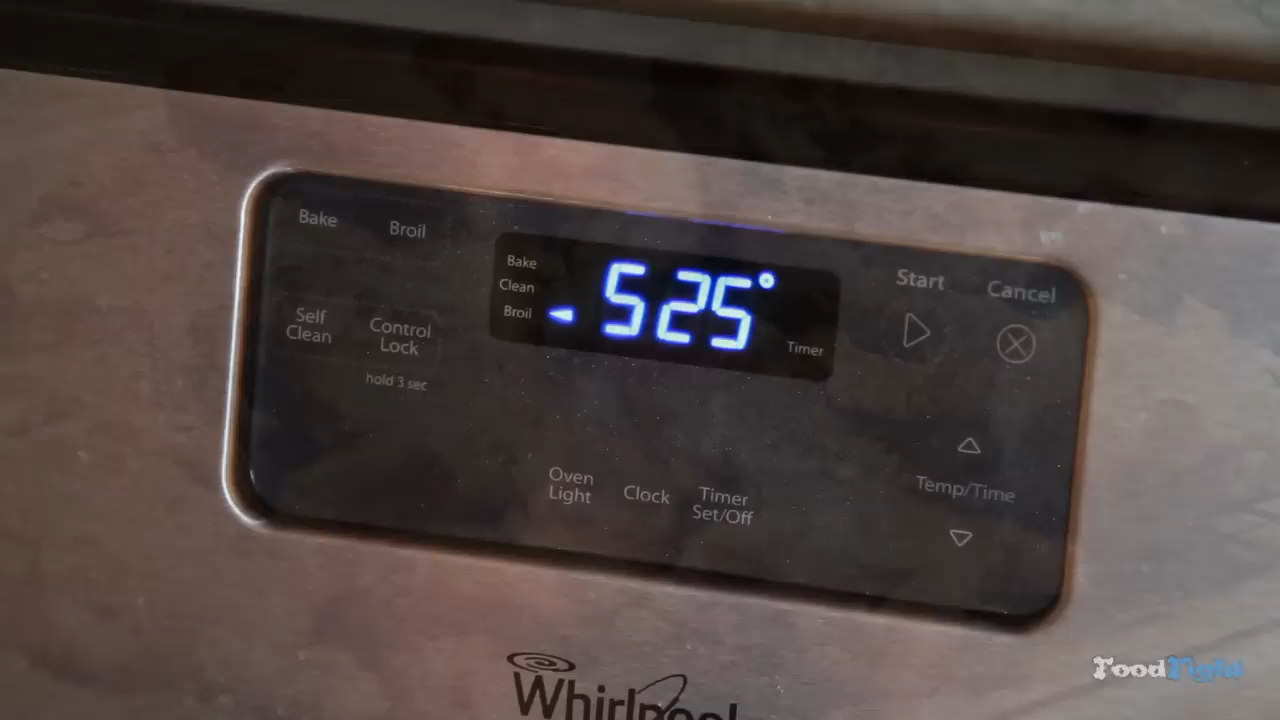 Bake
Broil
Self
Clean
Control
Lock
hold 3 sec
Bake
Clean
Broil
525°
Timer
Start
Cancel
Oven
Light
Clock
Timer
Set/Off
Temp/Time
Whirlpool
FoodFight